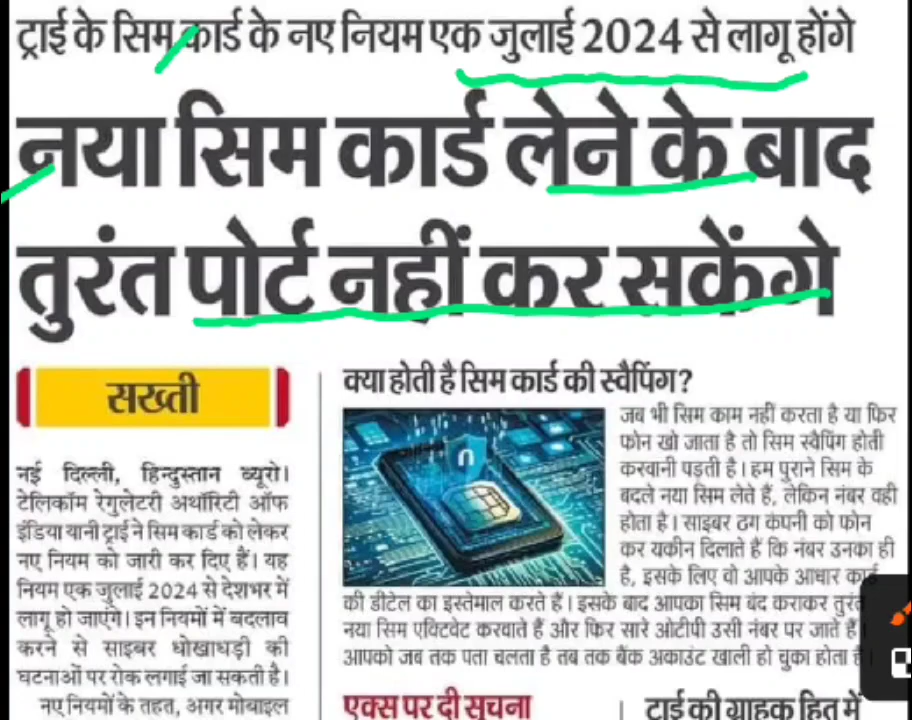 ट्राई के सिम कार्ड के नए नियम एक जुलाई 2024 से लागू होंगे
नया सिम कार्ड लेने के बाद
तुरंत पोर्ट नहीं कर सकेंगे
सख्ती
नई दिल्ली, हिन्दुस्तान ब्यूरो।
टेलिकॉम रेगुलेटरी अथॉरिटी ऑफ
इंडिया यानी ट्राई ने सिम कार्ड को लेकर
नए नियम को जारी कर दिए हैं। यह
नियम एक जुलाई 2024 से देशभर में
लागू हो जाएंगे। इन नियमों में बदलाव
करने से साइबर धोखाधड़ी की
घटनाओं पर रोक लगाई जा सकती है।
नए नियमों के तहत, अगर मोबाइल
क्या होती है सिम कार्ड की स्वैपिंग?
जब भी सिम काम नहीं करता है या फिर
फोन खो जाता है तो सिम स्वैपिंग होती
करवानी पड़ती है। हम पुराने सिम के
बदले नया सिम लेते हैं, लेकिन नंबर वही
होता है। साइबर ठग कंपनी को फोन
कर यकीन दिलाते हैं कि नंबर उनका ही
है, इसके लिए वो आपके आधार कार्ड
की डीटेल का इस्तेमाल करते हैं। इसके बाद आपका सिम बंद कराकर तुरंत
नया सिम एक्टिवेट करवाते हैं और फिर सारे ओटीपी उसी नंबर पर जाते हैं।
आपको जब तक पता चलता है तब तक बैंक अकाउंट खाली हो चुका होता है।
एक्स पर दी सूचना
ट्राई की ग्राहक हित में